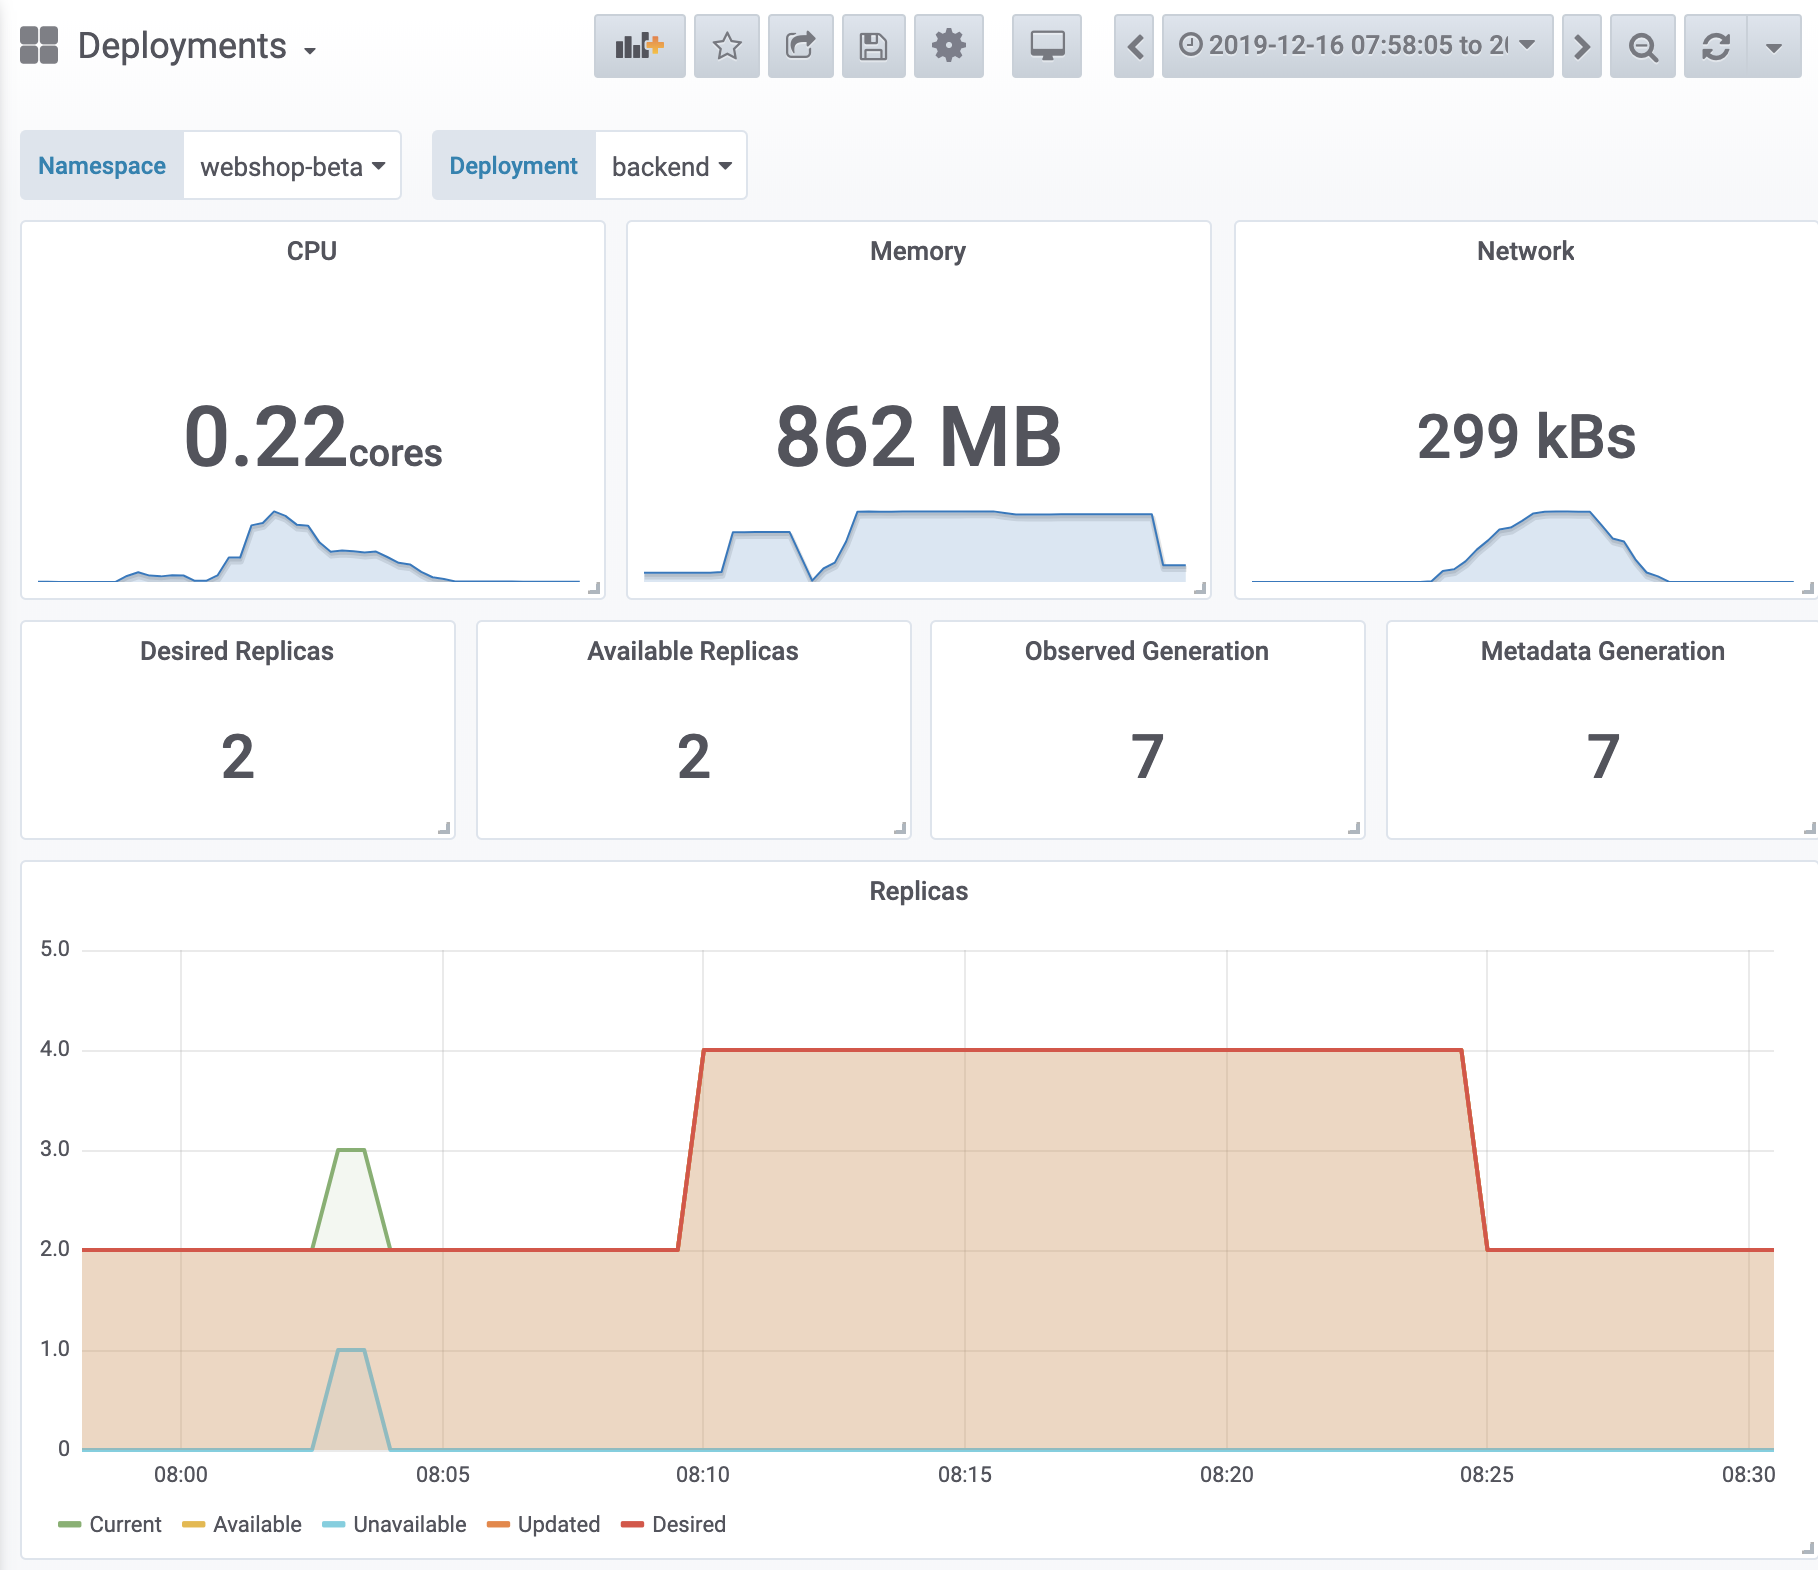 Deployments
2019-12-16 07:58:05 to 20
Namespace webshop-beta Deployment backend
CPU Memory Network
0.22 cores 862 MB 299 kBs
Desired Replicas Available Replicas Observed Generation Metadata Generation
2 2 7 7
Replicas
5.0
4.0
3.0
2.0
1.0
0
08:00 08:05 08:10 08:15 08:20 08:25 08:30
Current Available Unavailable Updated Desired